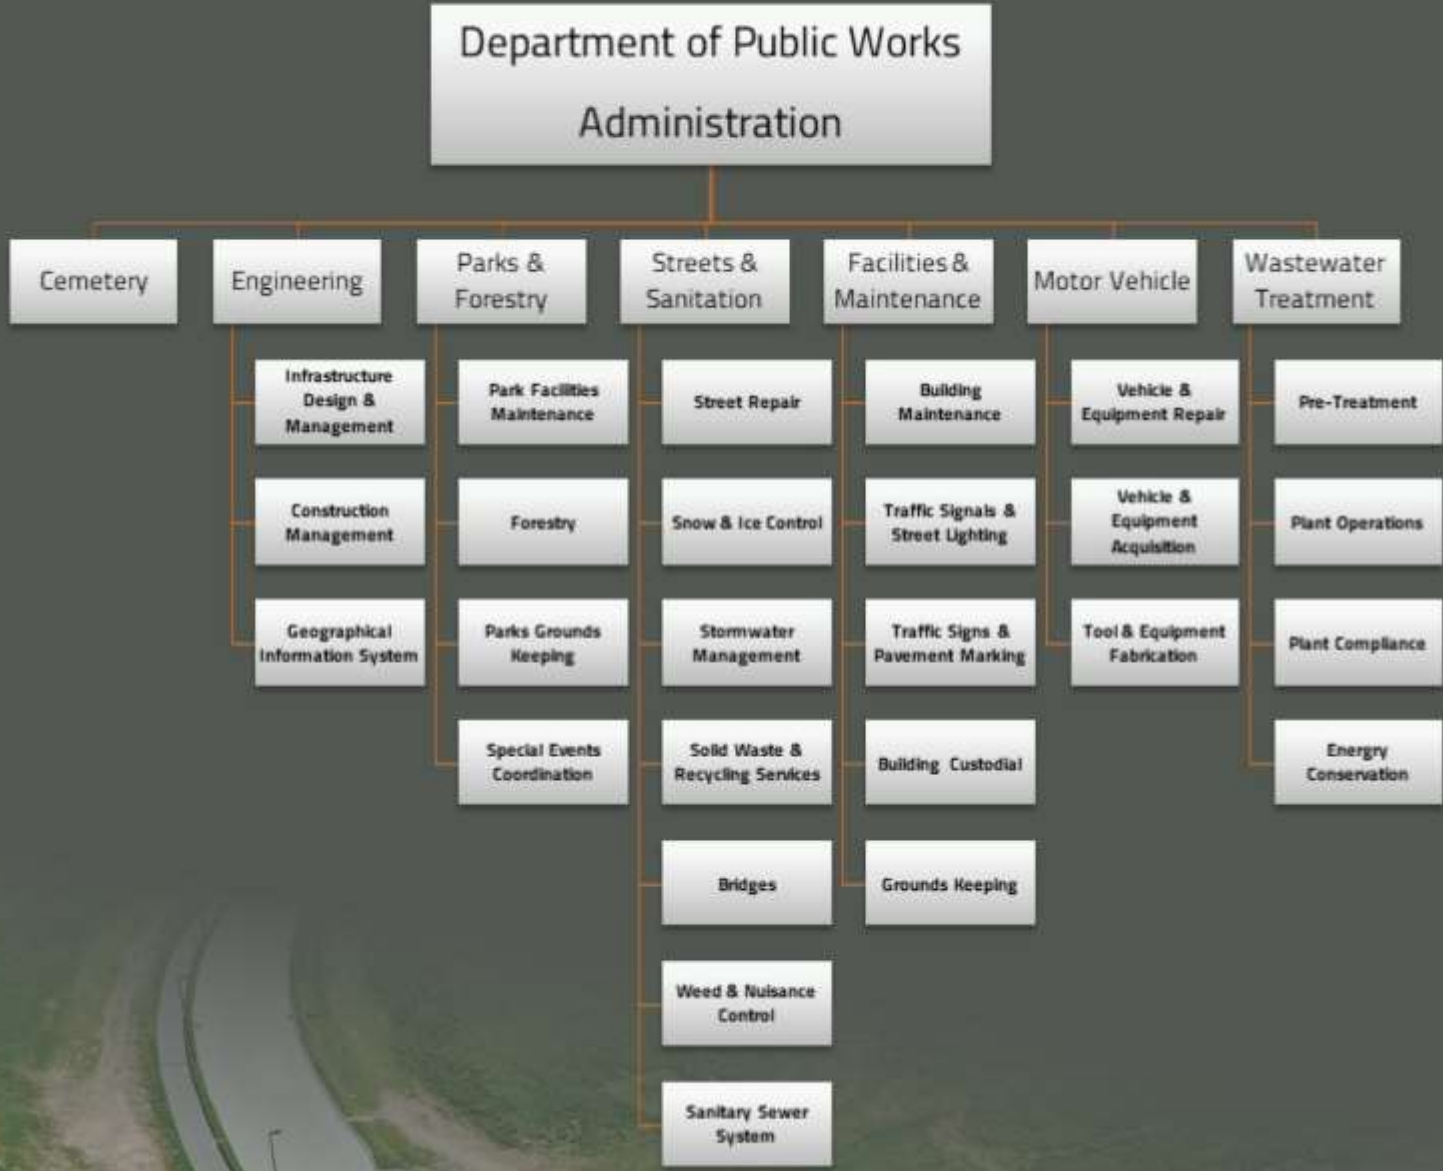 Department of Public Works
Administration
Cemetery
Engineering
Parks &
Forestry
Streets &
Sanitation
Facilities &
Maintenance
Motor Vehicle
Wastewater
Treatment
Infrastructure
Design &
Management
Construction
Management
Geographical
Information System
Park Facilities
Maintenance
Forestry
Parks Grounds
Keeping
Special Events
Coordination
Street Repair
Snow & Ice Control
Stormwater
Management
Solid Waste &
Recycling Services
Bridges
Weed & Nuisance
Control
Sanitary Sewer
System
Building
Maintenance
Traffic Signals &
Street Lighting
Traffic Signs &
Pavement Marking
Building Custodial
Grounds Keeping
Vehicle &
Equipment Repair
Vehicle &
Equipment
Acquisition
Tool & Equipment
Fabrication
Pre-Treatment
Plant Operations
Plant Compliance
Energry
Conservation